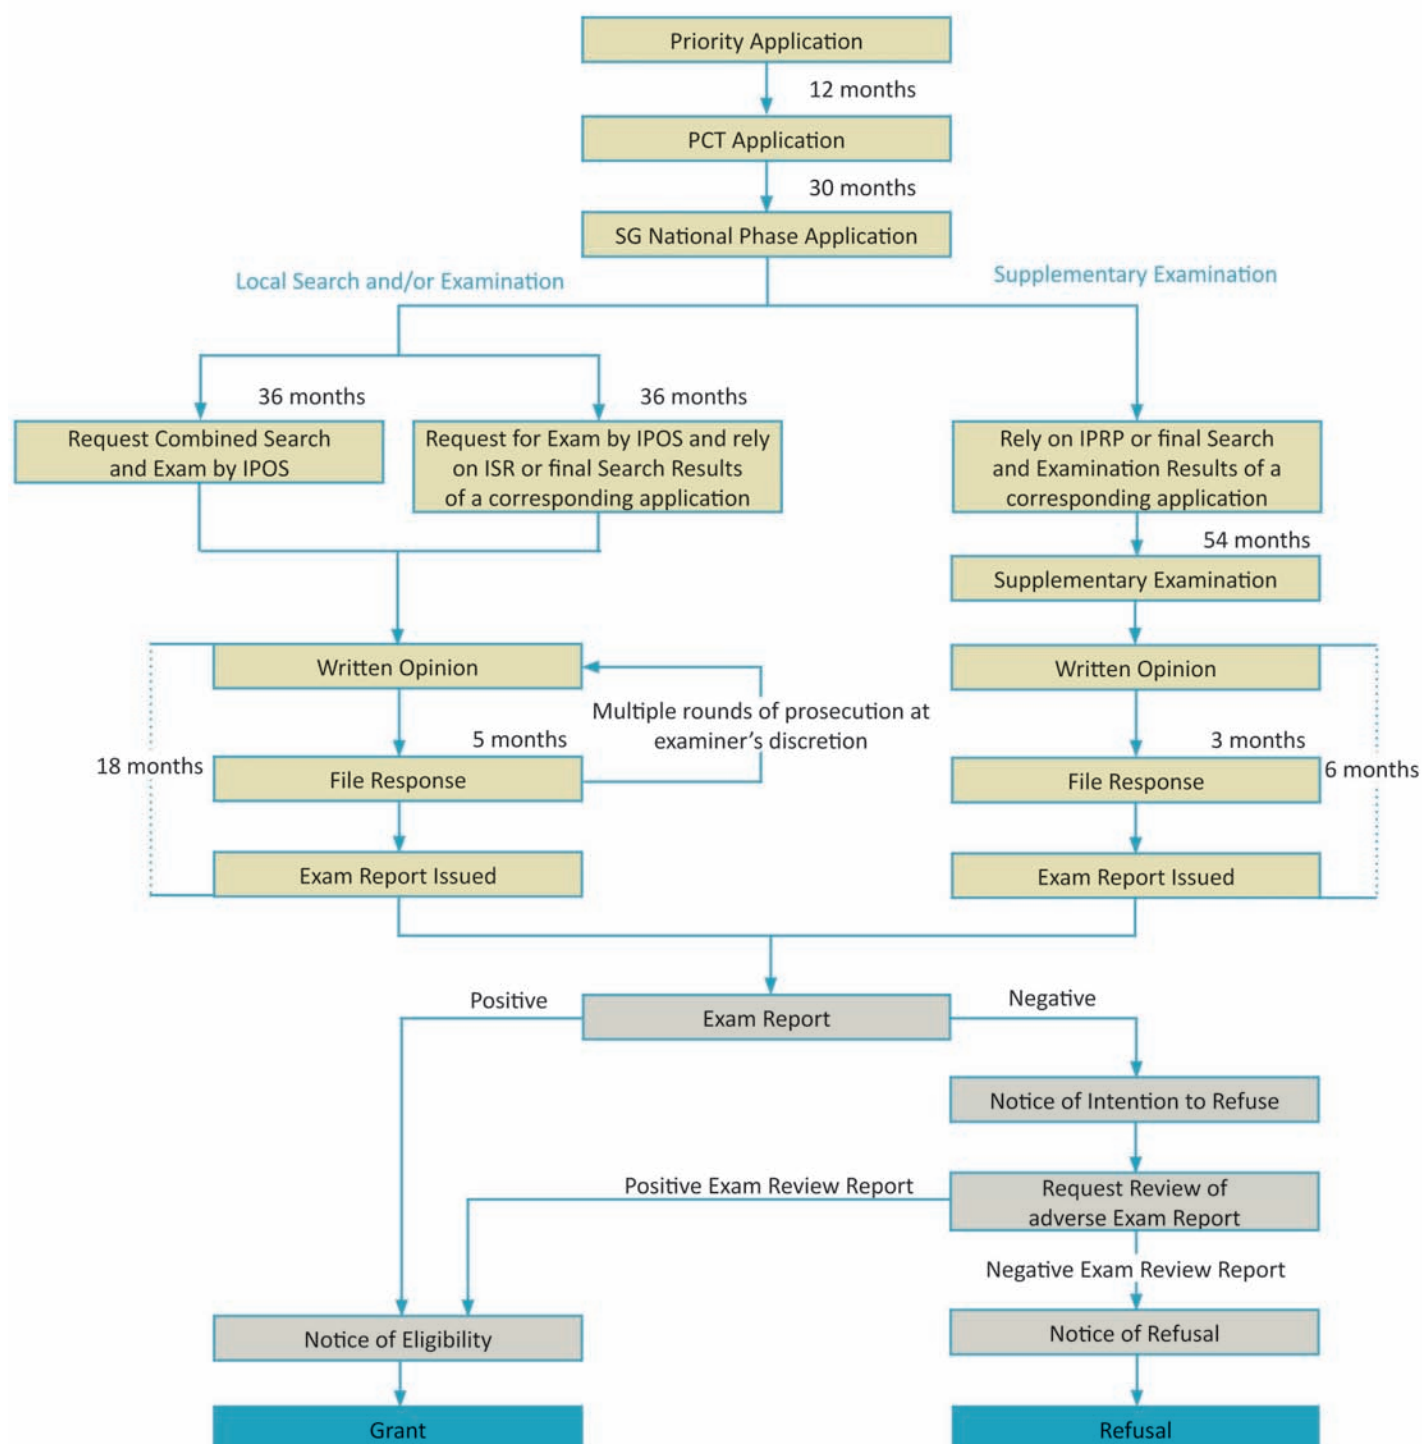 Priority Application
12 months
PCT Application
30 months
SG National Phase Application
Local Search and/or Examination
Supplementary Examination
36 months
36 months
Request Combined Search
and Exam by IPOS
Request for Exam by IPOS and rely
on ISR or final Search Results
of a corresponding application
Rely on IPRP or final Search
and Examination Results of a
corresponding application
54 months
Supplementary Examination
Written Opinion
Written Opinion
Multiple rounds of prosecution at
examiner’s discretion
5 months
3 months
18 months
File Response
File Response
6 months
Exam Report Issued
Exam Report Issued
Positive
Negative
Exam Report
Notice of Intention to Refuse
Positive Exam Review Report
Request Review of
adverse Exam Report
Negative Exam Review Report
Notice of Eligibility
Notice of Refusal
Grant
Refusal